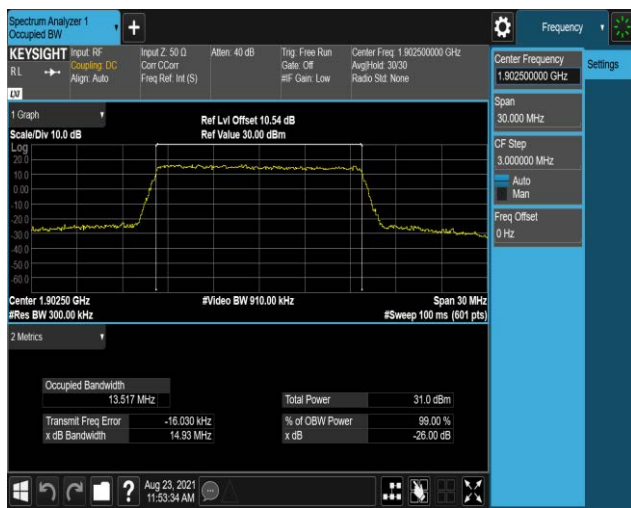 Spectrum Analyzer 1
Occupied BW
+
Frequency
KEYSIGHT
RL
LXI
Input: RF
Coupling: DC
Align: Auto
Input Z: 50 Ω
Corr CCorr
Freq Ref: Int (S)
Atten: 40 dB
Trig: Free Run
Gate: Off
#IF Gain: Low
Center Freq: 1.902500000 GHz
Avg|Hold: 30/30
Radio Std: None
Center Frequency
1.902500000 GHz
Settings
Span
30.000 MHz
CF Step
3.000000 MHz
Auto
Man
Freq Offset
0 Hz
1 Graph
Scale/Div 10.0 dB
Ref Lvl Offset 10.54 dB
Ref Value 30.00 dBm
Log
20.0
10.0
0.00
-10.0
-20.0
-30.0
-40.0
-50.0
-60.0
Center 1.90250 GHz
#Video BW 910.00 kHz
Span 30 MHz
#Res BW 300.00 kHz
#Sweep 100 ms (601 pts)
2 Metrics
Occupied Bandwidth
13.517 MHz
Total Power 31.0 dBm
Transmit Freq Error -16.030 kHz
% of OBW Power 99.00 %
x dB Bandwidth 14.93 MHz
x dB -26.00 dB
?
Aug 23, 2021
11:53:34 AM